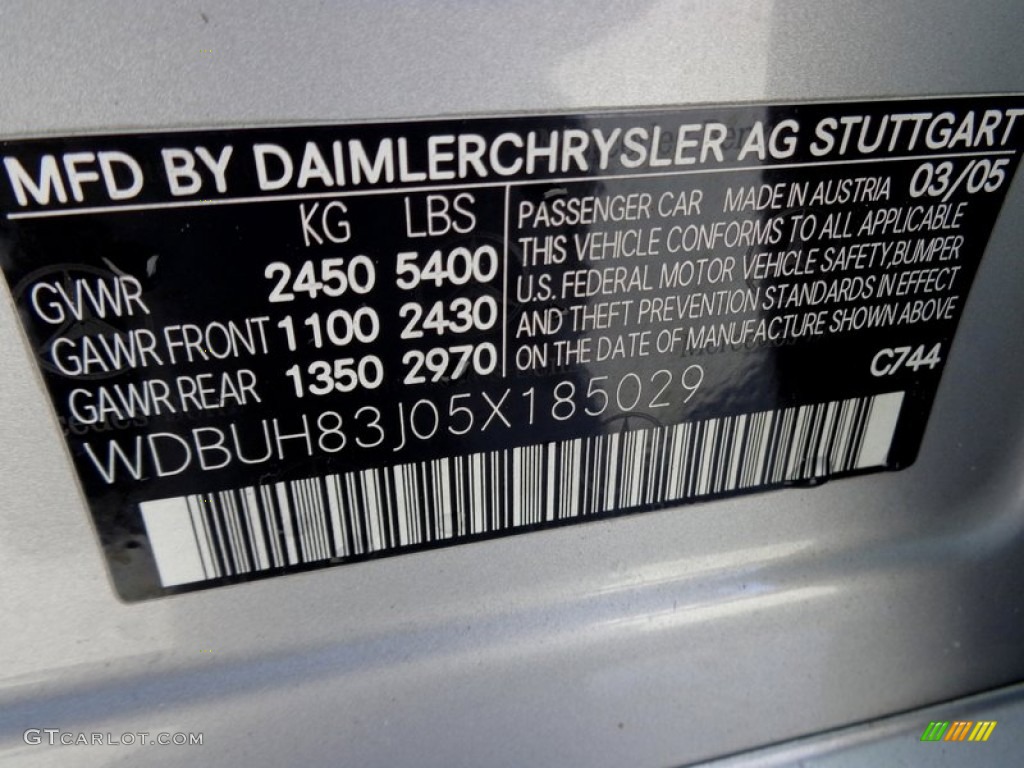 MFD BY DAIMLERCHRYSLER AG STUTTGART
KG LBS
GVWR 2450 5400
GAWR FRONT 1100 2430
GAWR REAR 1350 2970
PASSENGER CAR MADE IN AUSTRIA 03/05
THIS VEHICLE CONFORMS TO ALL APPLICABLE
U.S. FEDERAL MOTOR VEHICLE SAFETY, BUMPER
AND THEFT PREVENTION STANDARDS IN EFFECT
ON THE DATE OF MANUFACTURE SHOWN ABOVE
C744
WDBUH83J05X185029
GTCARLOT.COM